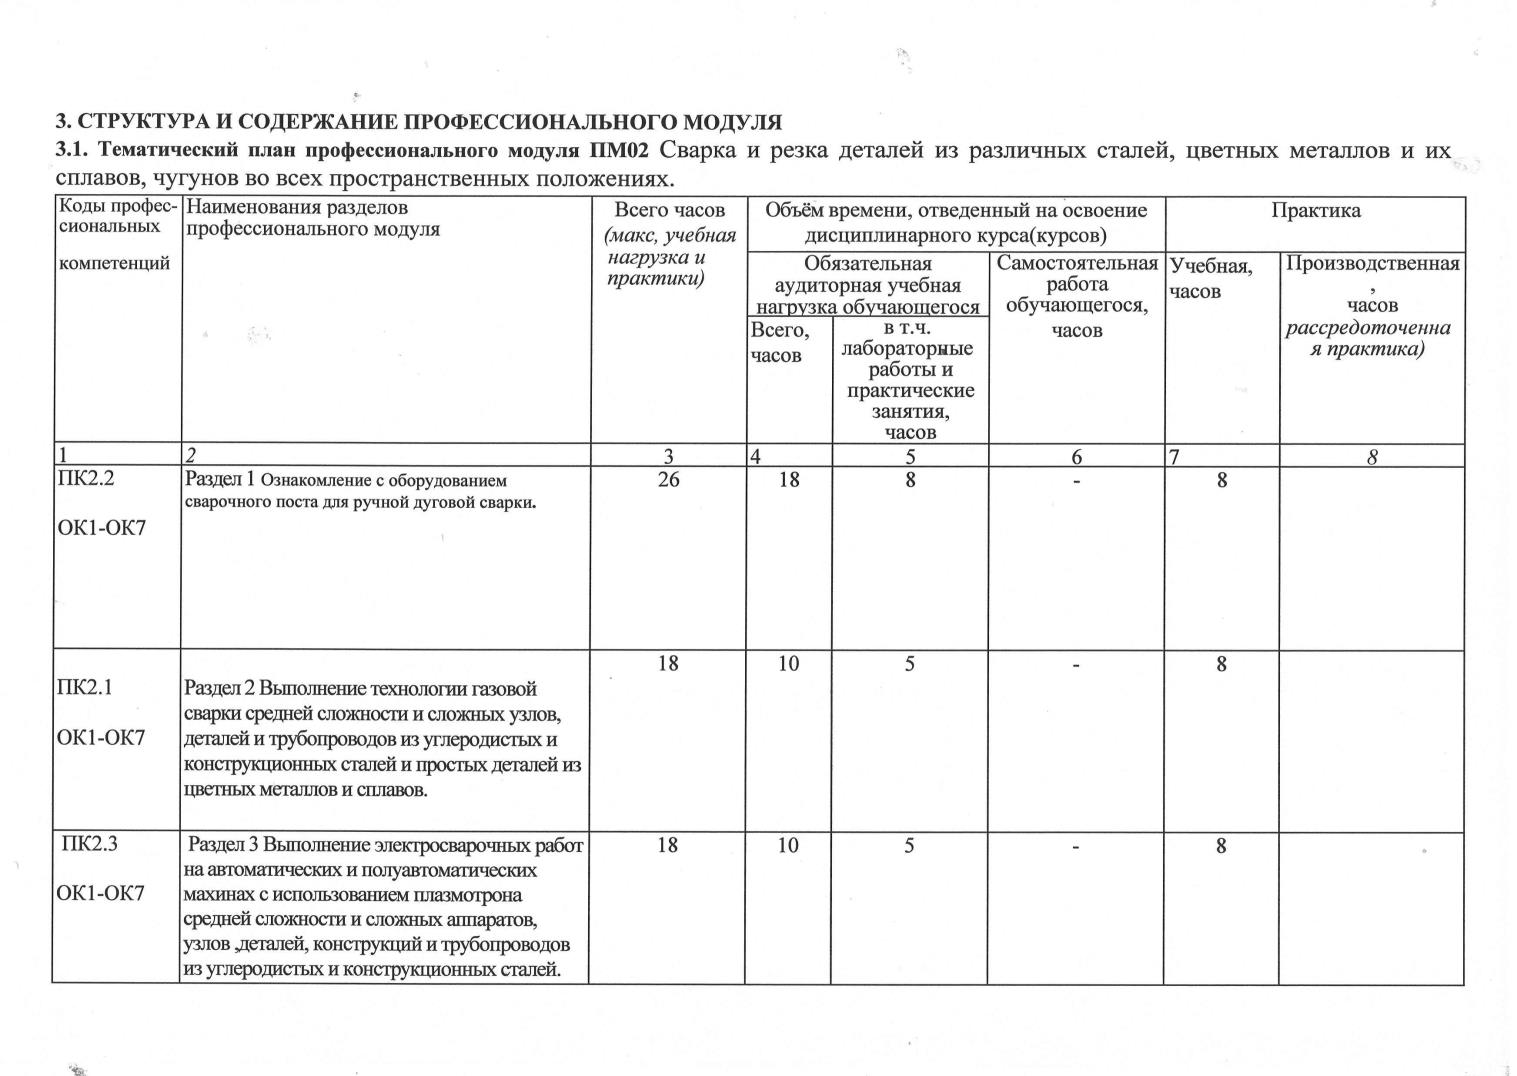 3. СТРУКТУРА И СОДЕРЖАНИЕ ПРОФЕССИОНАЛЬНОГО МОДУЛЯ
3.1. Тематический план профессионального модуля ПМ02 Сварка и резка деталей из различных сталей, цветных металлов и их
сплавов, чугунов во всех пространственных положениях.
Коды профес-
сиональных
компетенций
Наименования разделов
профессионального модуля
Всего часов
(макс, учебная
нагрузка и
практики)
Объём времени, отведенный на освоение
дисциплинарного курса(курсов)
Практика
Обязательная
аудиторная учебная
нагрузка обучающегося
Самостоятельная
работа
обучающегося,
часов
Учебная,
часов
Производственная
,
часов
рассредоточенна
я практика)
Всего,
часов
в т.ч.
лабораторные
работы и
практические
занятия,
часов
1 2 3 4 5 6 7 8
ПК2.2
ОК1-ОК7
Раздел 1 Ознакомление с оборудованием
сварочного поста для ручной дуговой сварки.
26 18 8 - 8
ПК2.1
ОК1-ОК7
Раздел 2 Выполнение технологии газовой
сварки средней сложности и сложных узлов,
деталей и трубопроводов из углеродистых и
конструкционных сталей и простых деталей из
цветных металлов и сплавов.
18 10 5 - 8
ПК2.3
ОК1-ОК7
Раздел 3 Выполнение электросварочных работ
на автоматических и полуавтоматических
махинах с использованием плазмотрона
средней сложности и сложных аппаратов,
узлов ,деталей, конструкций и трубопроводов
из углеродистых и конструкционных сталей.
18 10 5 - 8